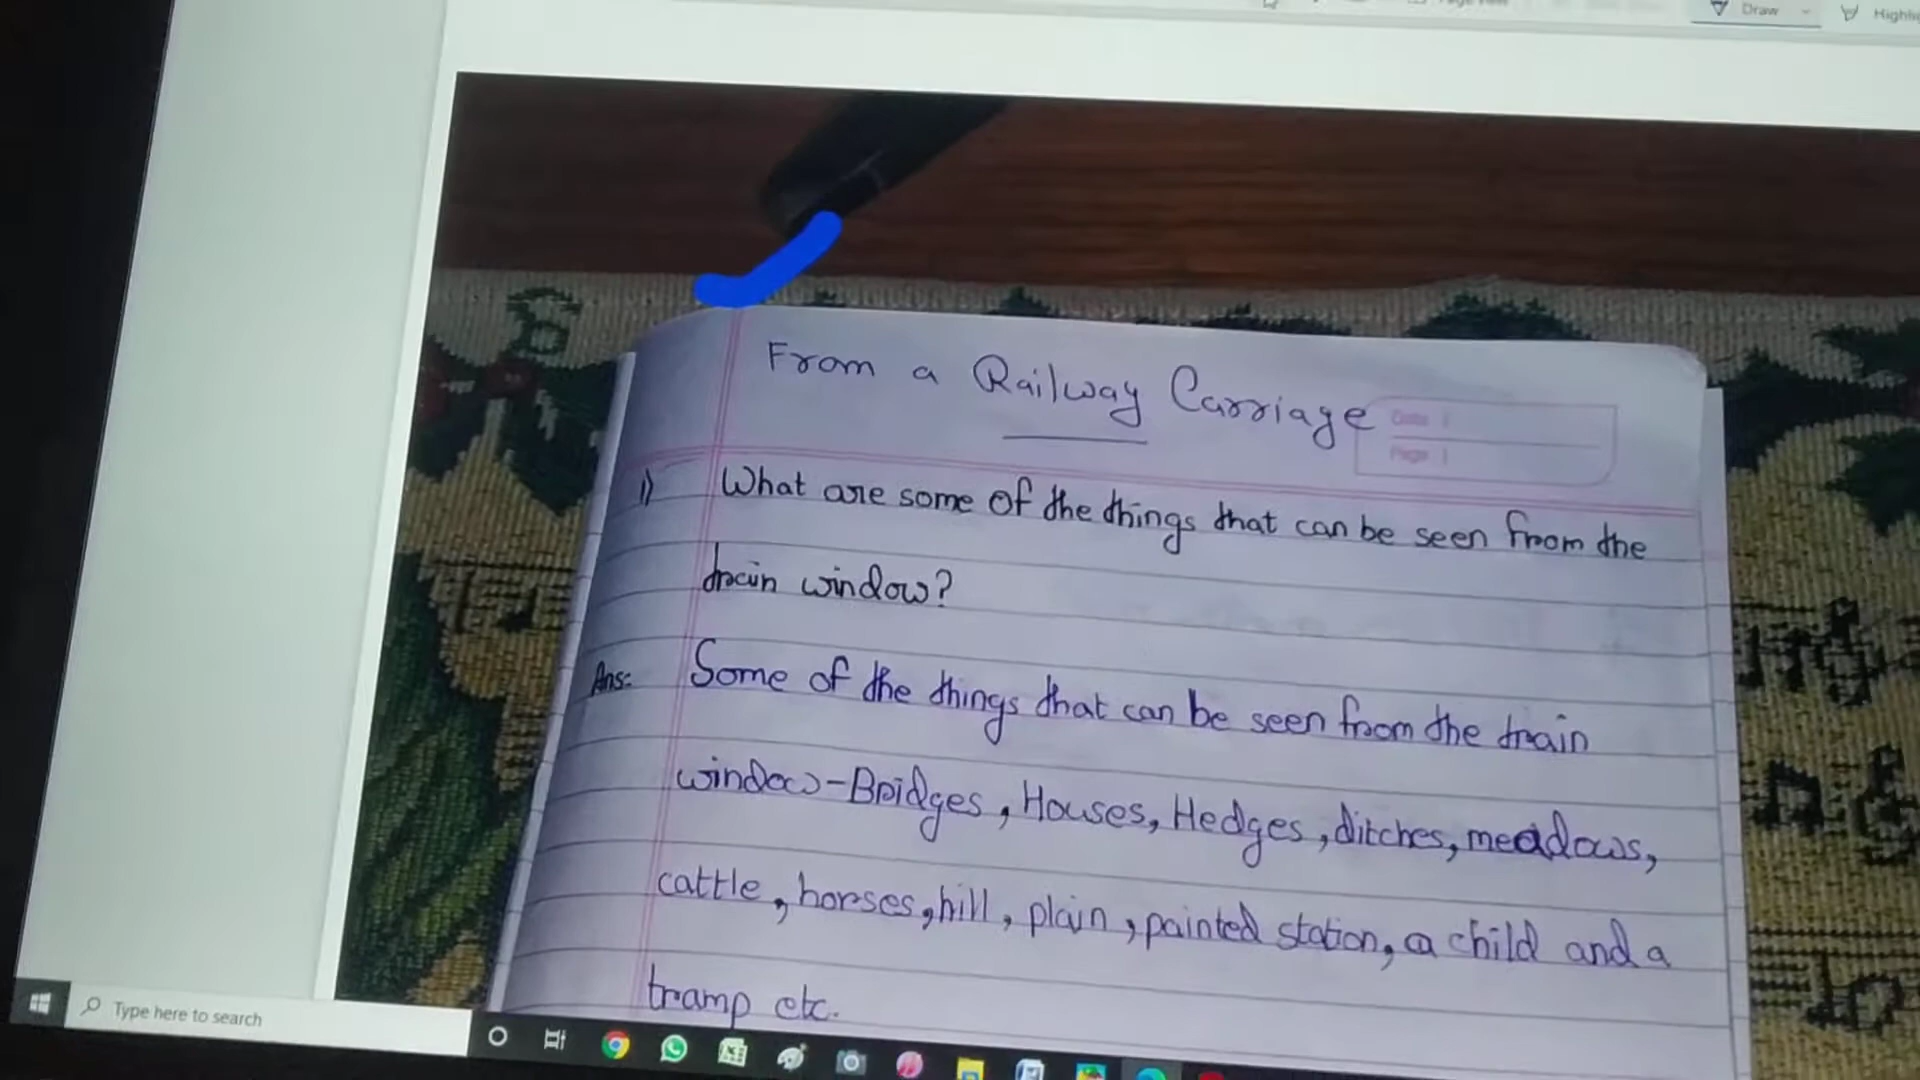 Draw
From a Railway Carriage
Date
Page
1) What are some of the things that can be seen from the
train window?
Ans: Some of the things that can be seen from the train
window-Bridges, Houses, Hedges, ditches, meadows,
cattle, horses, hill, plain, painted station, a child and a
tramp etc.
Type here to search